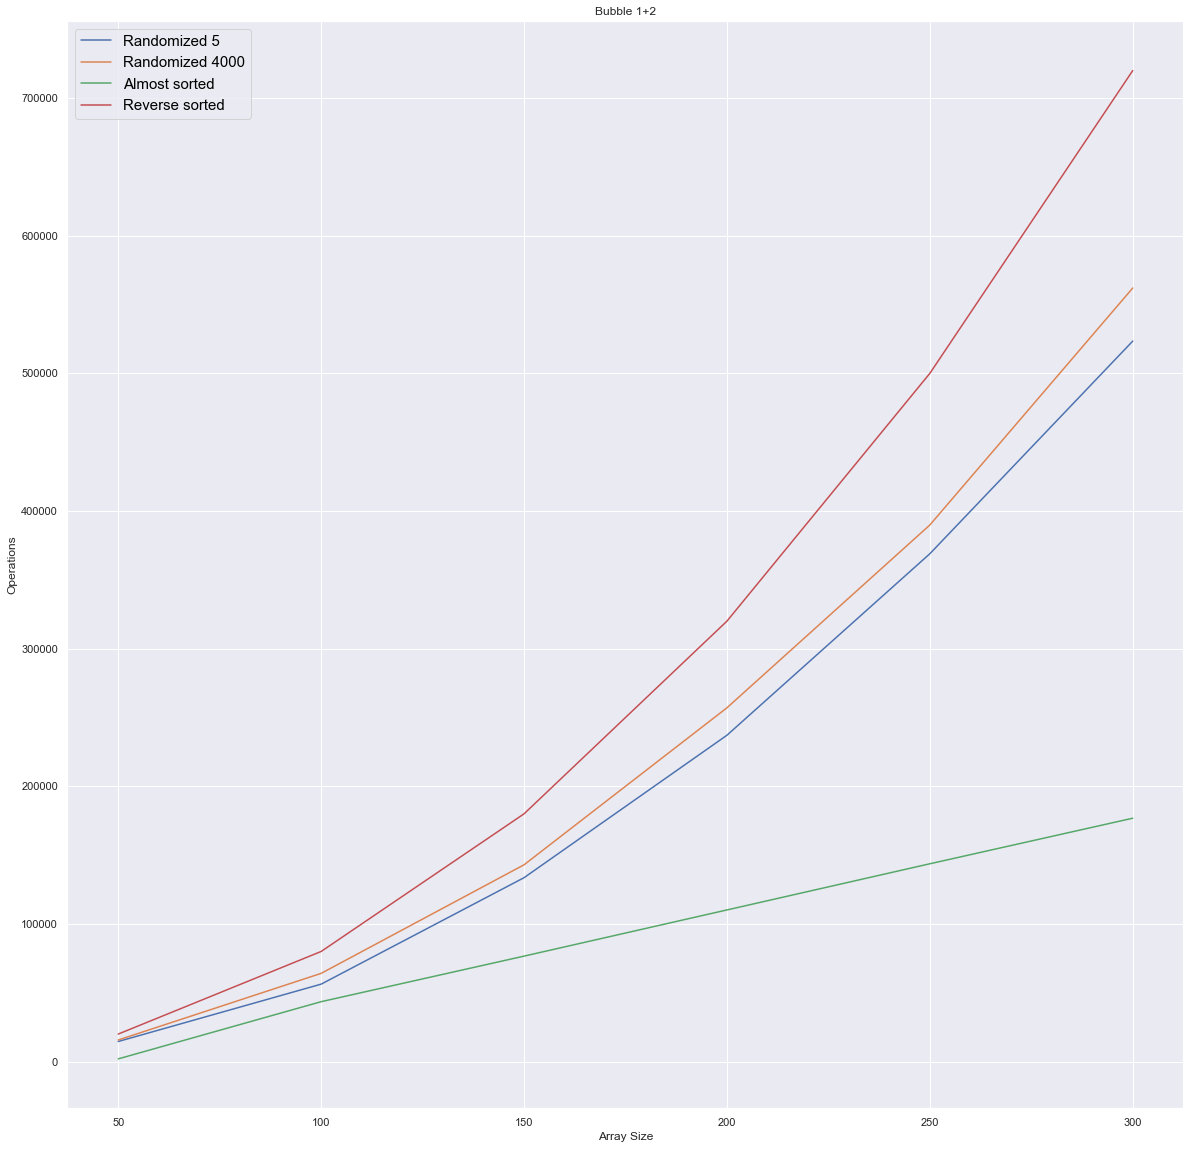 Bubble 1+2
Randomized 5
Randomized 4000
Almost sorted
Reverse sorted
700000
600000
500000
400000
300000
200000
100000
0
Operations
50 100 150 200 250 300
Array Size